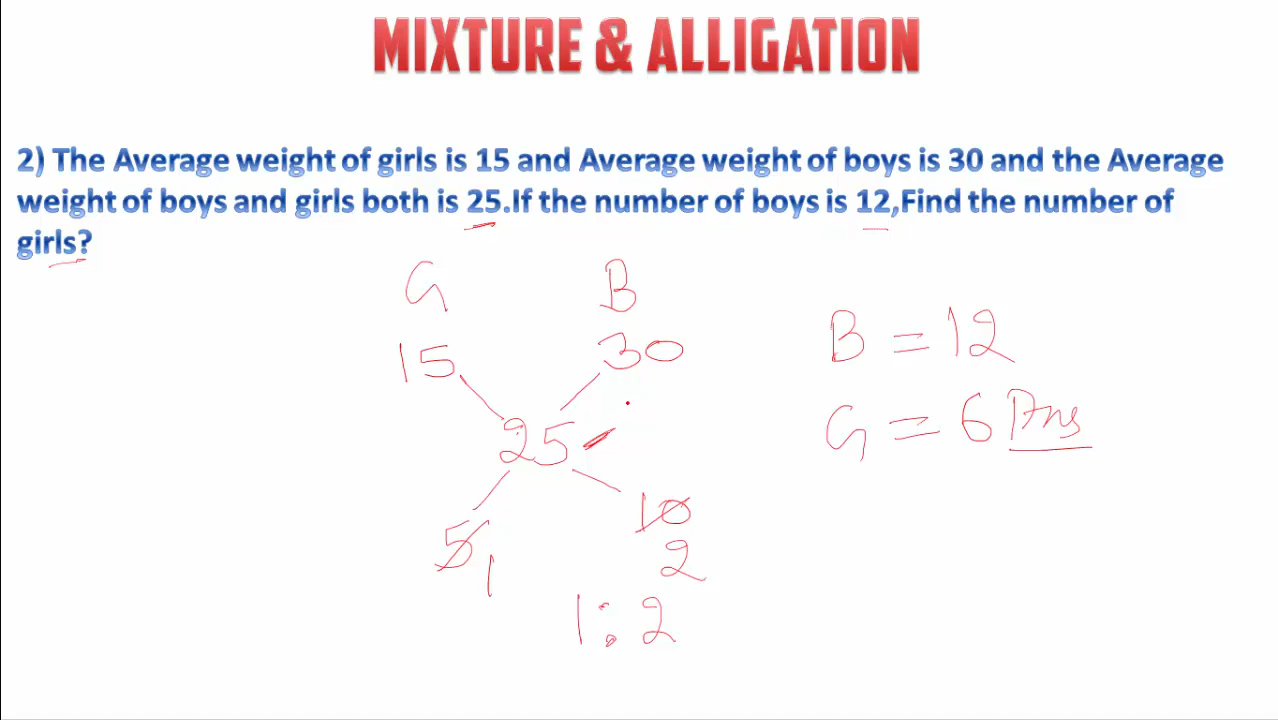 MIXTURE & ALLIGATION
2) The Average weight of girls is 15 and Average weight of boys is 30 and the Average
weight of boys and girls both is 25.If the number of boys is 12,Find the number of
girls?
G B
15 30
25
5 10
1 2
1 : 2
B = 12
G = 6 Ans